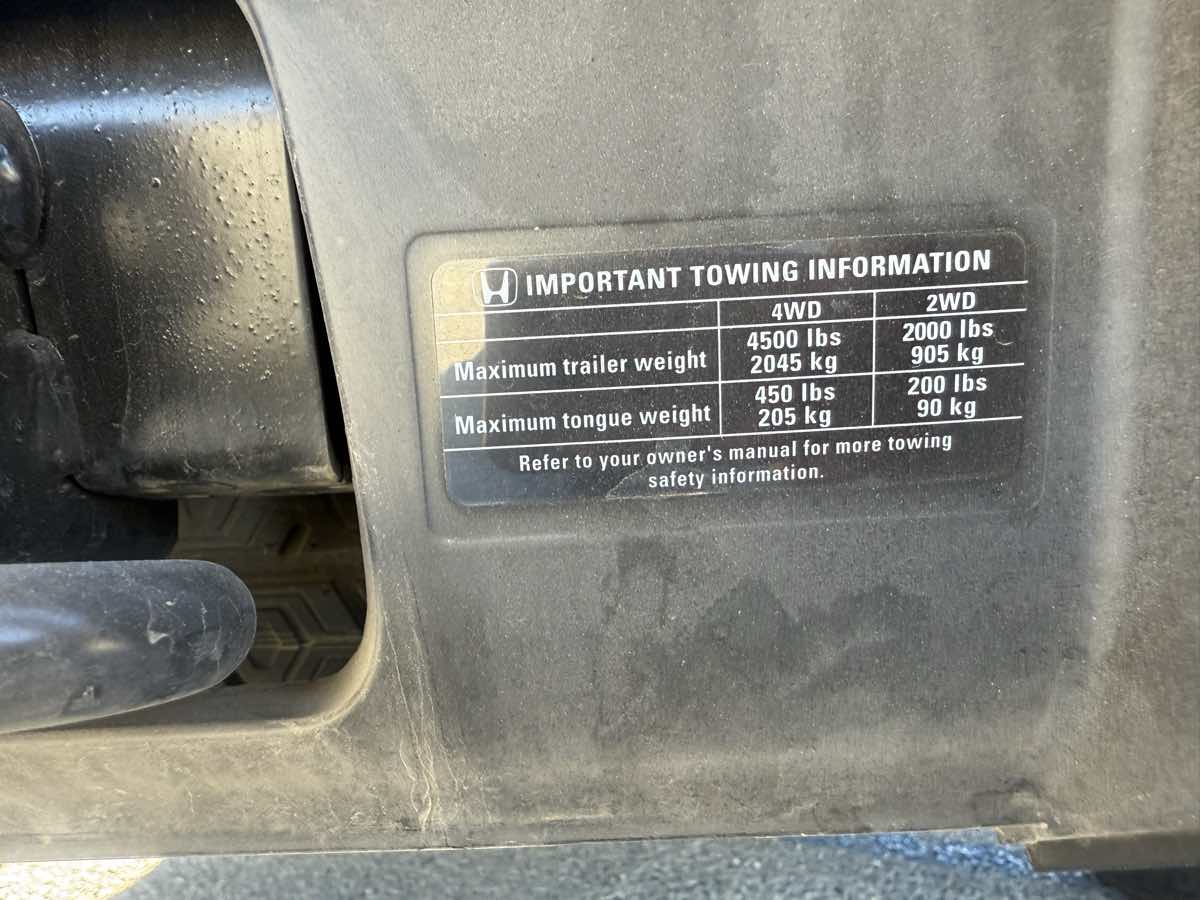 IMPORTANT TOWING INFORMATION
4WD 2WD
Maximum trailer weight 4500 lbs 2000 lbs
2045 kg 905 kg
Maximum tongue weight 450 lbs 200 lbs
205 kg 90 kg
Refer to your owner's manual for more towing
safety information.